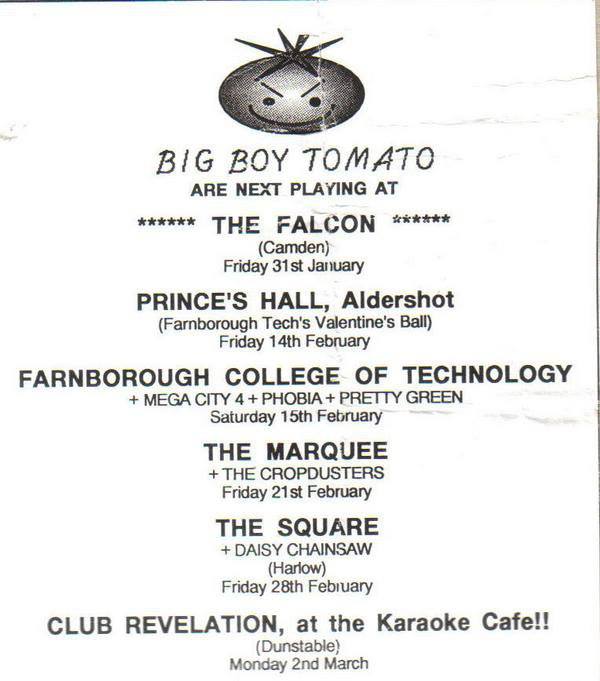 BIG BOY TOMATO
ARE NEXT PLAYING AT
****** THE FALCON ******
(Camden)
Friday 31st January
PRINCE'S HALL, Aldershot
(Farnborough Tech's Valentine's Ball)
Friday 14th February
FARNBOROUGH COLLEGE OF TECHNOLOGY
+ MEGA CITY 4 + PHOBIA + PRETTY GREEN
Saturday 15th February
THE MARQUEE
+ THE CROPDUSTERS
Friday 21st February
THE SQUARE
+ DAISY CHAINSAW
(Harlow)
Friday 28th February
CLUB REVELATION, at the Karaoke Cafe!!
(Dunstable)
Monday 2nd March